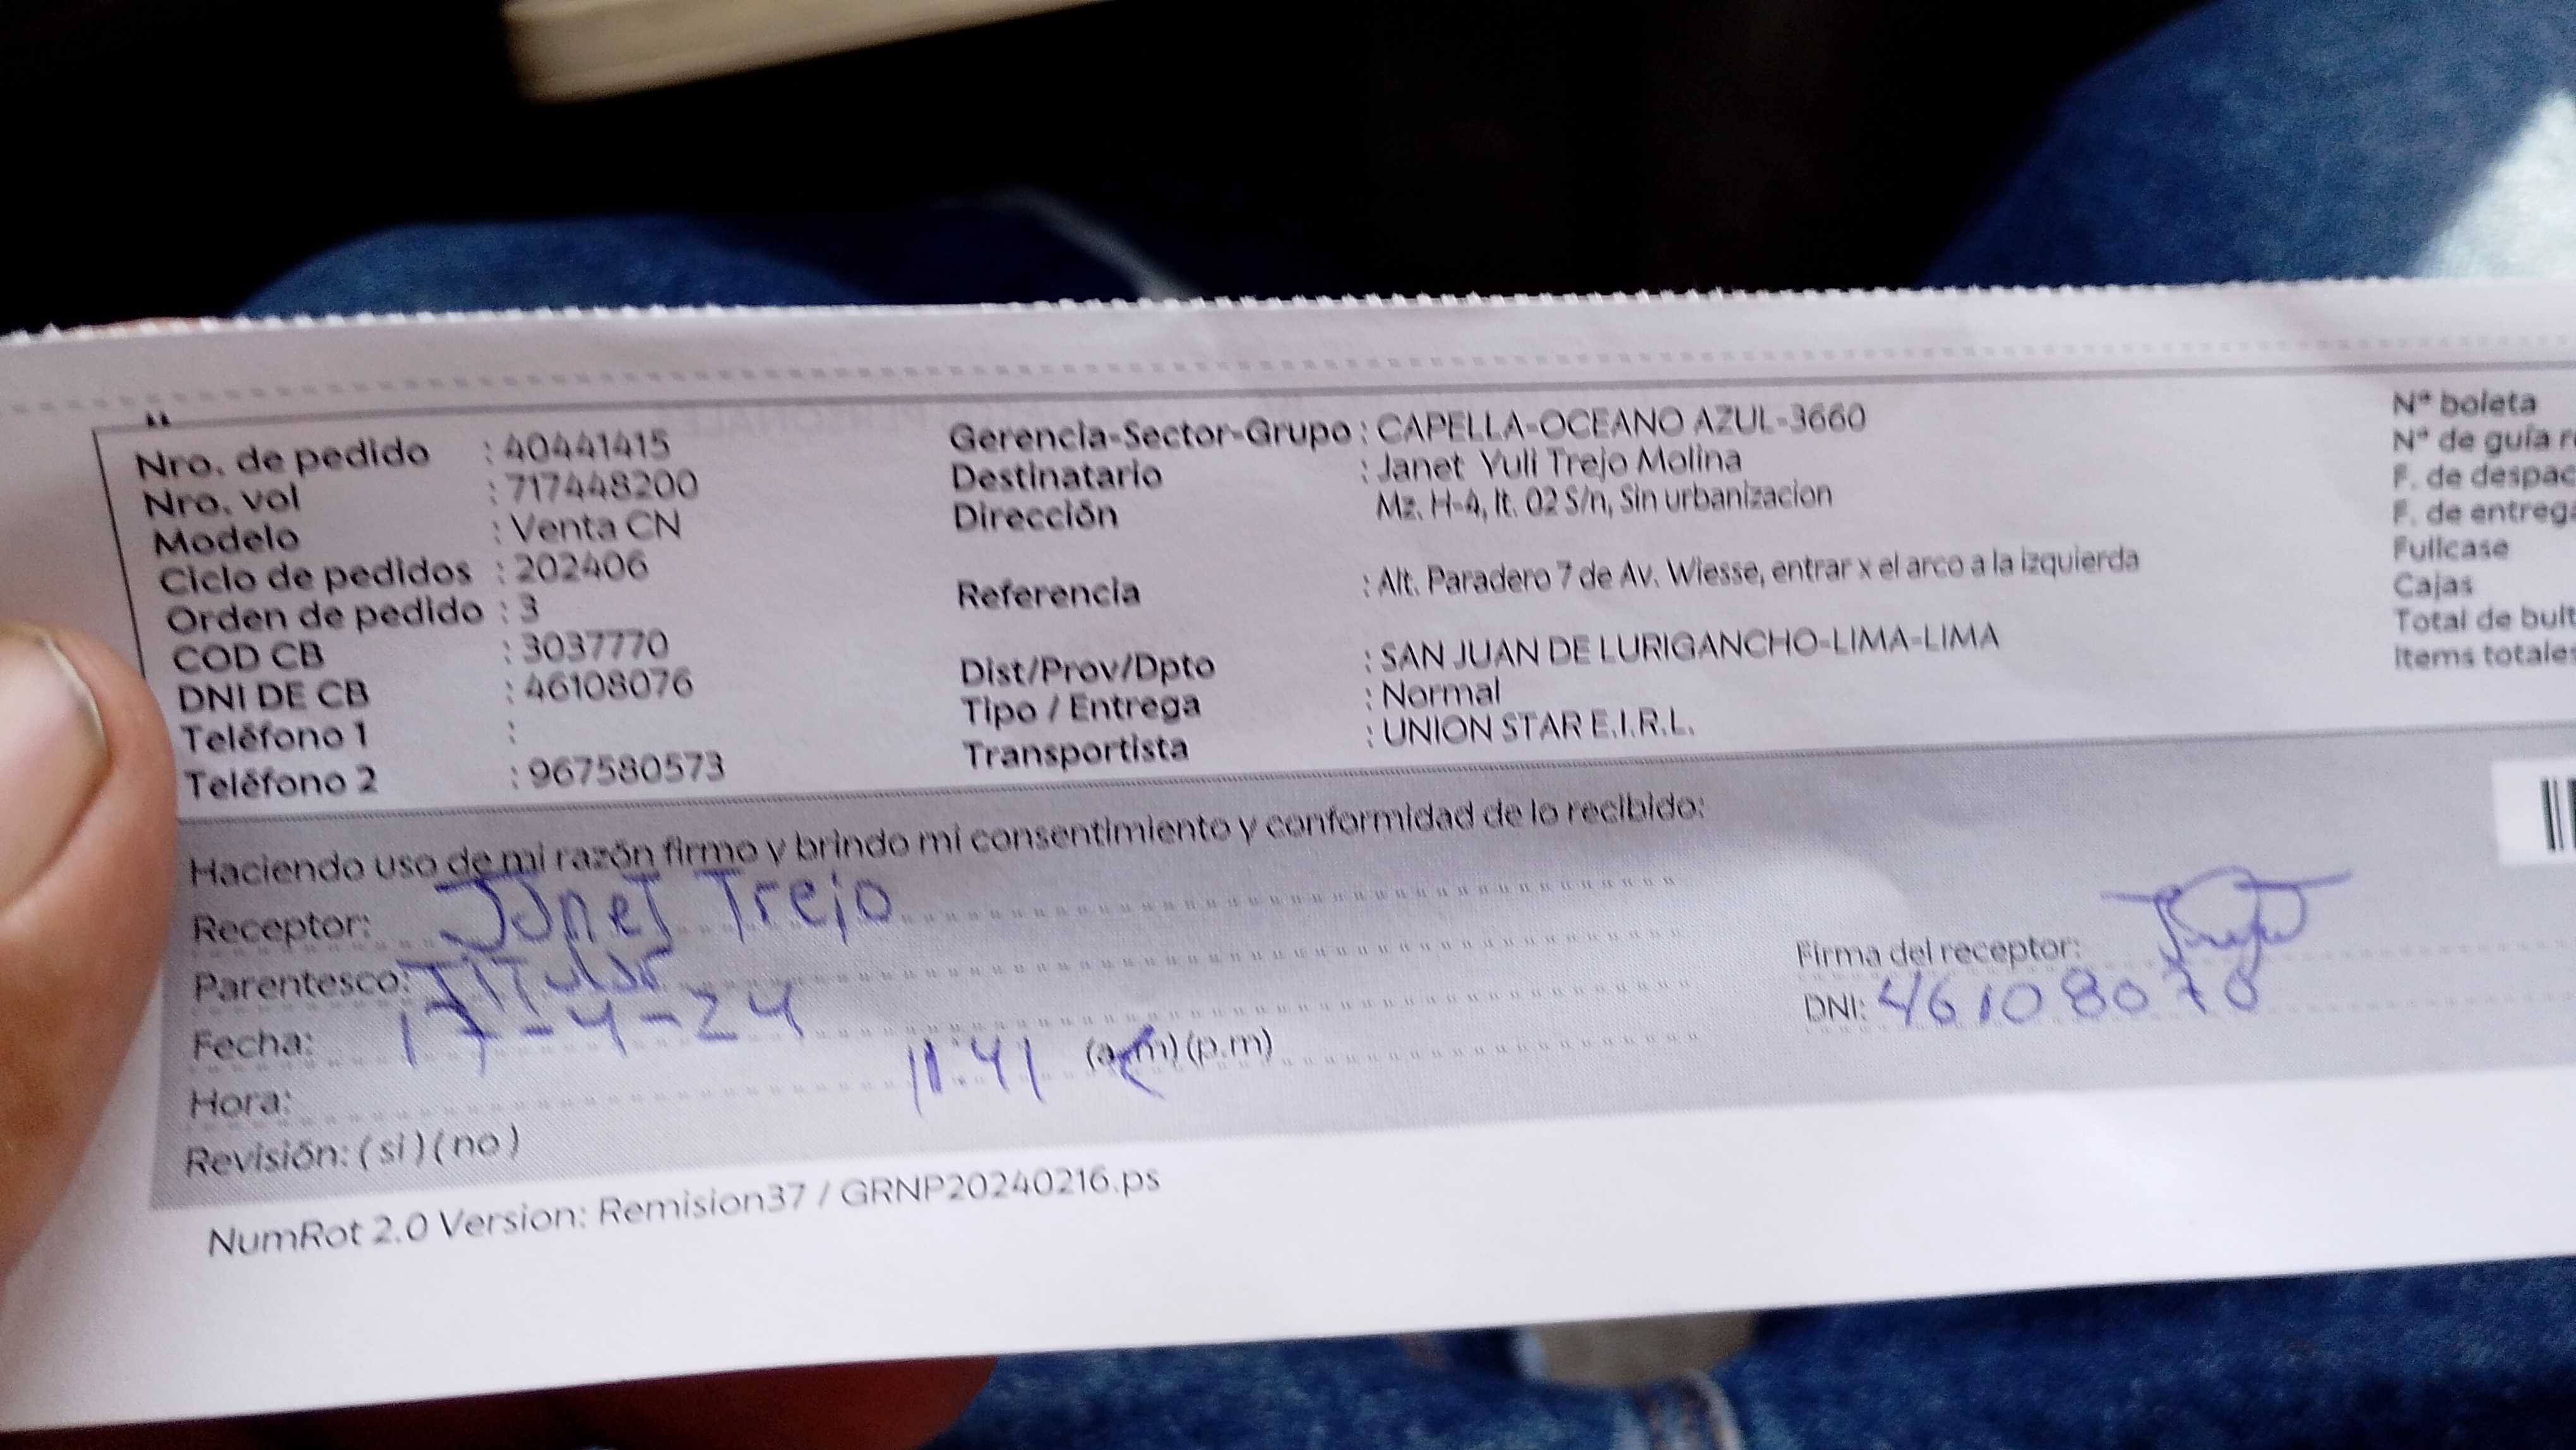 Nro. de pedido : 40441415
Nro. vol : 717448200
Modelo : Venta CN
Ciclo de pedidos : 202406
Orden de pedido : 3
COD CB : 3037770
DNI DE CB : 46108076
Teléfono 1 :
Teléfono 2 : 967580573
Gerencia-Sector-Grupo : CAPELLA-OCEANO AZUL-3660
Destinatario : Janet Yuli Trejo Molina
Dirección Mz. H-4, lt. 02 S/n, Sin urbanizacion
Referencia : Alt. Paradero 7 de Av. Wiesse, entrar x el arco a la izquierda
Dist/Prov/Dpto : SAN JUAN DE LURIGANCHO-LIMA-LIMA
Tipo / Entrega : Normal
Transportista : UNION STAR E.I.R.L.
Nª boleta
Nª de guía r
F. de despac
F. de entreg
Fullcase
Cajas
Total de bult
Items totales
Haciendo uso de mi razón firmo y brindo mi consentimiento y conformidad de lo recibido:
Receptor: Janet Trejo
Parentesco: Titular
Fecha: 17-4-24
Hora: 11:41 (a.m) (p.m)
Revisión: ( si ) ( no )
Firma del receptor: Trejo
DNI: 46108076
NumRot 2.0 Version: Remision37 / GRNP20240216.ps